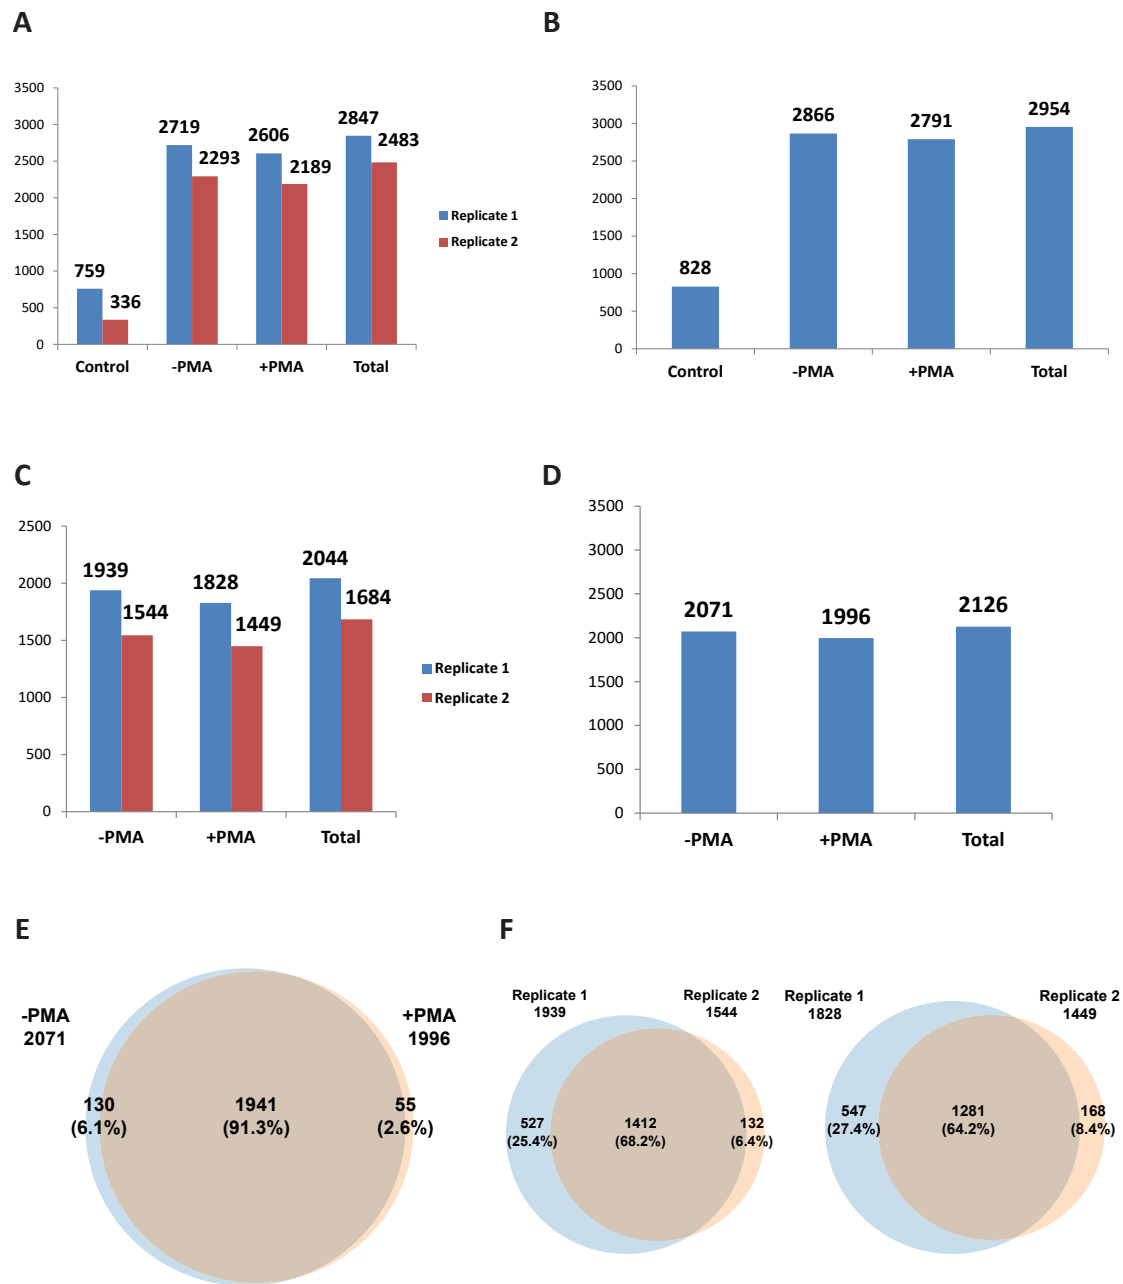 A
3500
3000
2500
2000
1500
1000
500
0
759
336
2719
2293
2606
2189
2847
2483
Control
-PMA
+PMA
Total
Replicate 1
Replicate 2
B
3500
3000
2500
2000
1500
1000
500
0
828
2866
2791
2954
Control
-PMA
+PMA
Total
C
2500
2000
1500
1000
500
0
1939
1544
1828
1449
2044
1684
-PMA
+PMA
Total
Replicate 1
Replicate 2
D
3500
3000
2500
2000
1500
1000
500
0
2071
1996
2126
-PMA
+PMA
Total
E
-PMA
2071
+PMA
1996
130
(6.1%)
1941
(91.3%)
55
(2.6%)
F
Replicate 1
1939
Replicate 2
1544
527
(25.4%)
1412
(68.2%)
132
(6.4%)
Replicate 1
1828
Replicate 2
1449
547
(27.4%)
1281
(64.2%)
168
(8.4%)